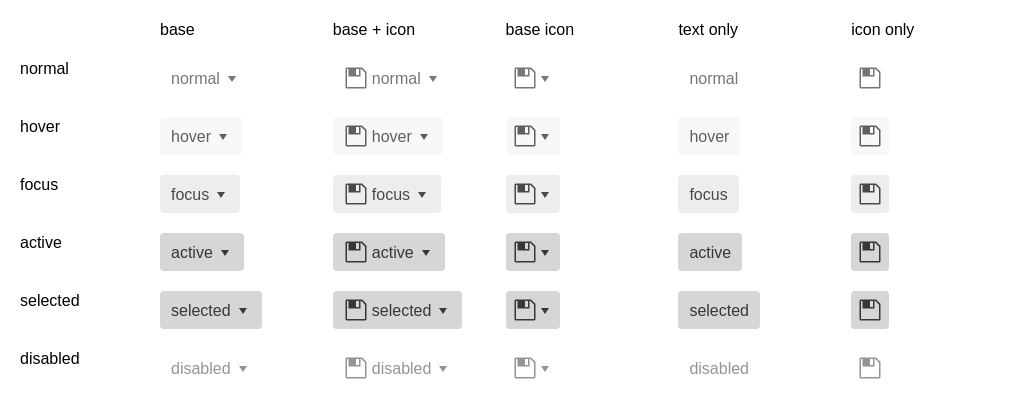 base base + icon base icon text only icon only
normal normal normal normal
hover hover hover hover
focus focus focus focus
active active active active
selected selected selected selected
disabled disabled disabled disabled